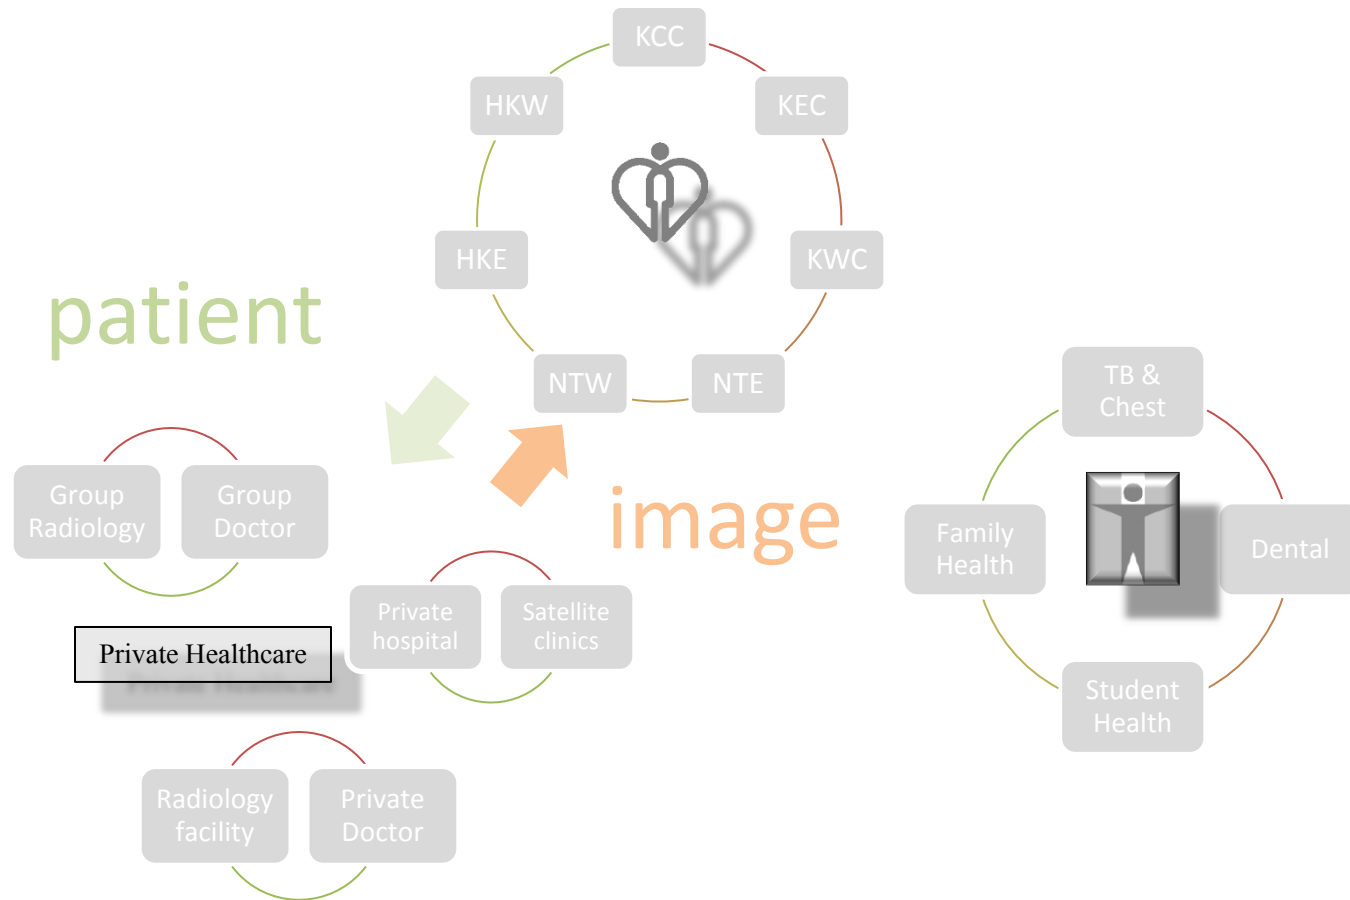 KCC
HKW
KEC
HKE
KWC
patient
NTW
NTE
TB &
Chest
Group
Radiology
Group
Doctor
image
Family
Health
Dental
Private
hospital
Satellite
clinics
Private Healthcare
Student
Health
Radiology
facility
Private
Doctor